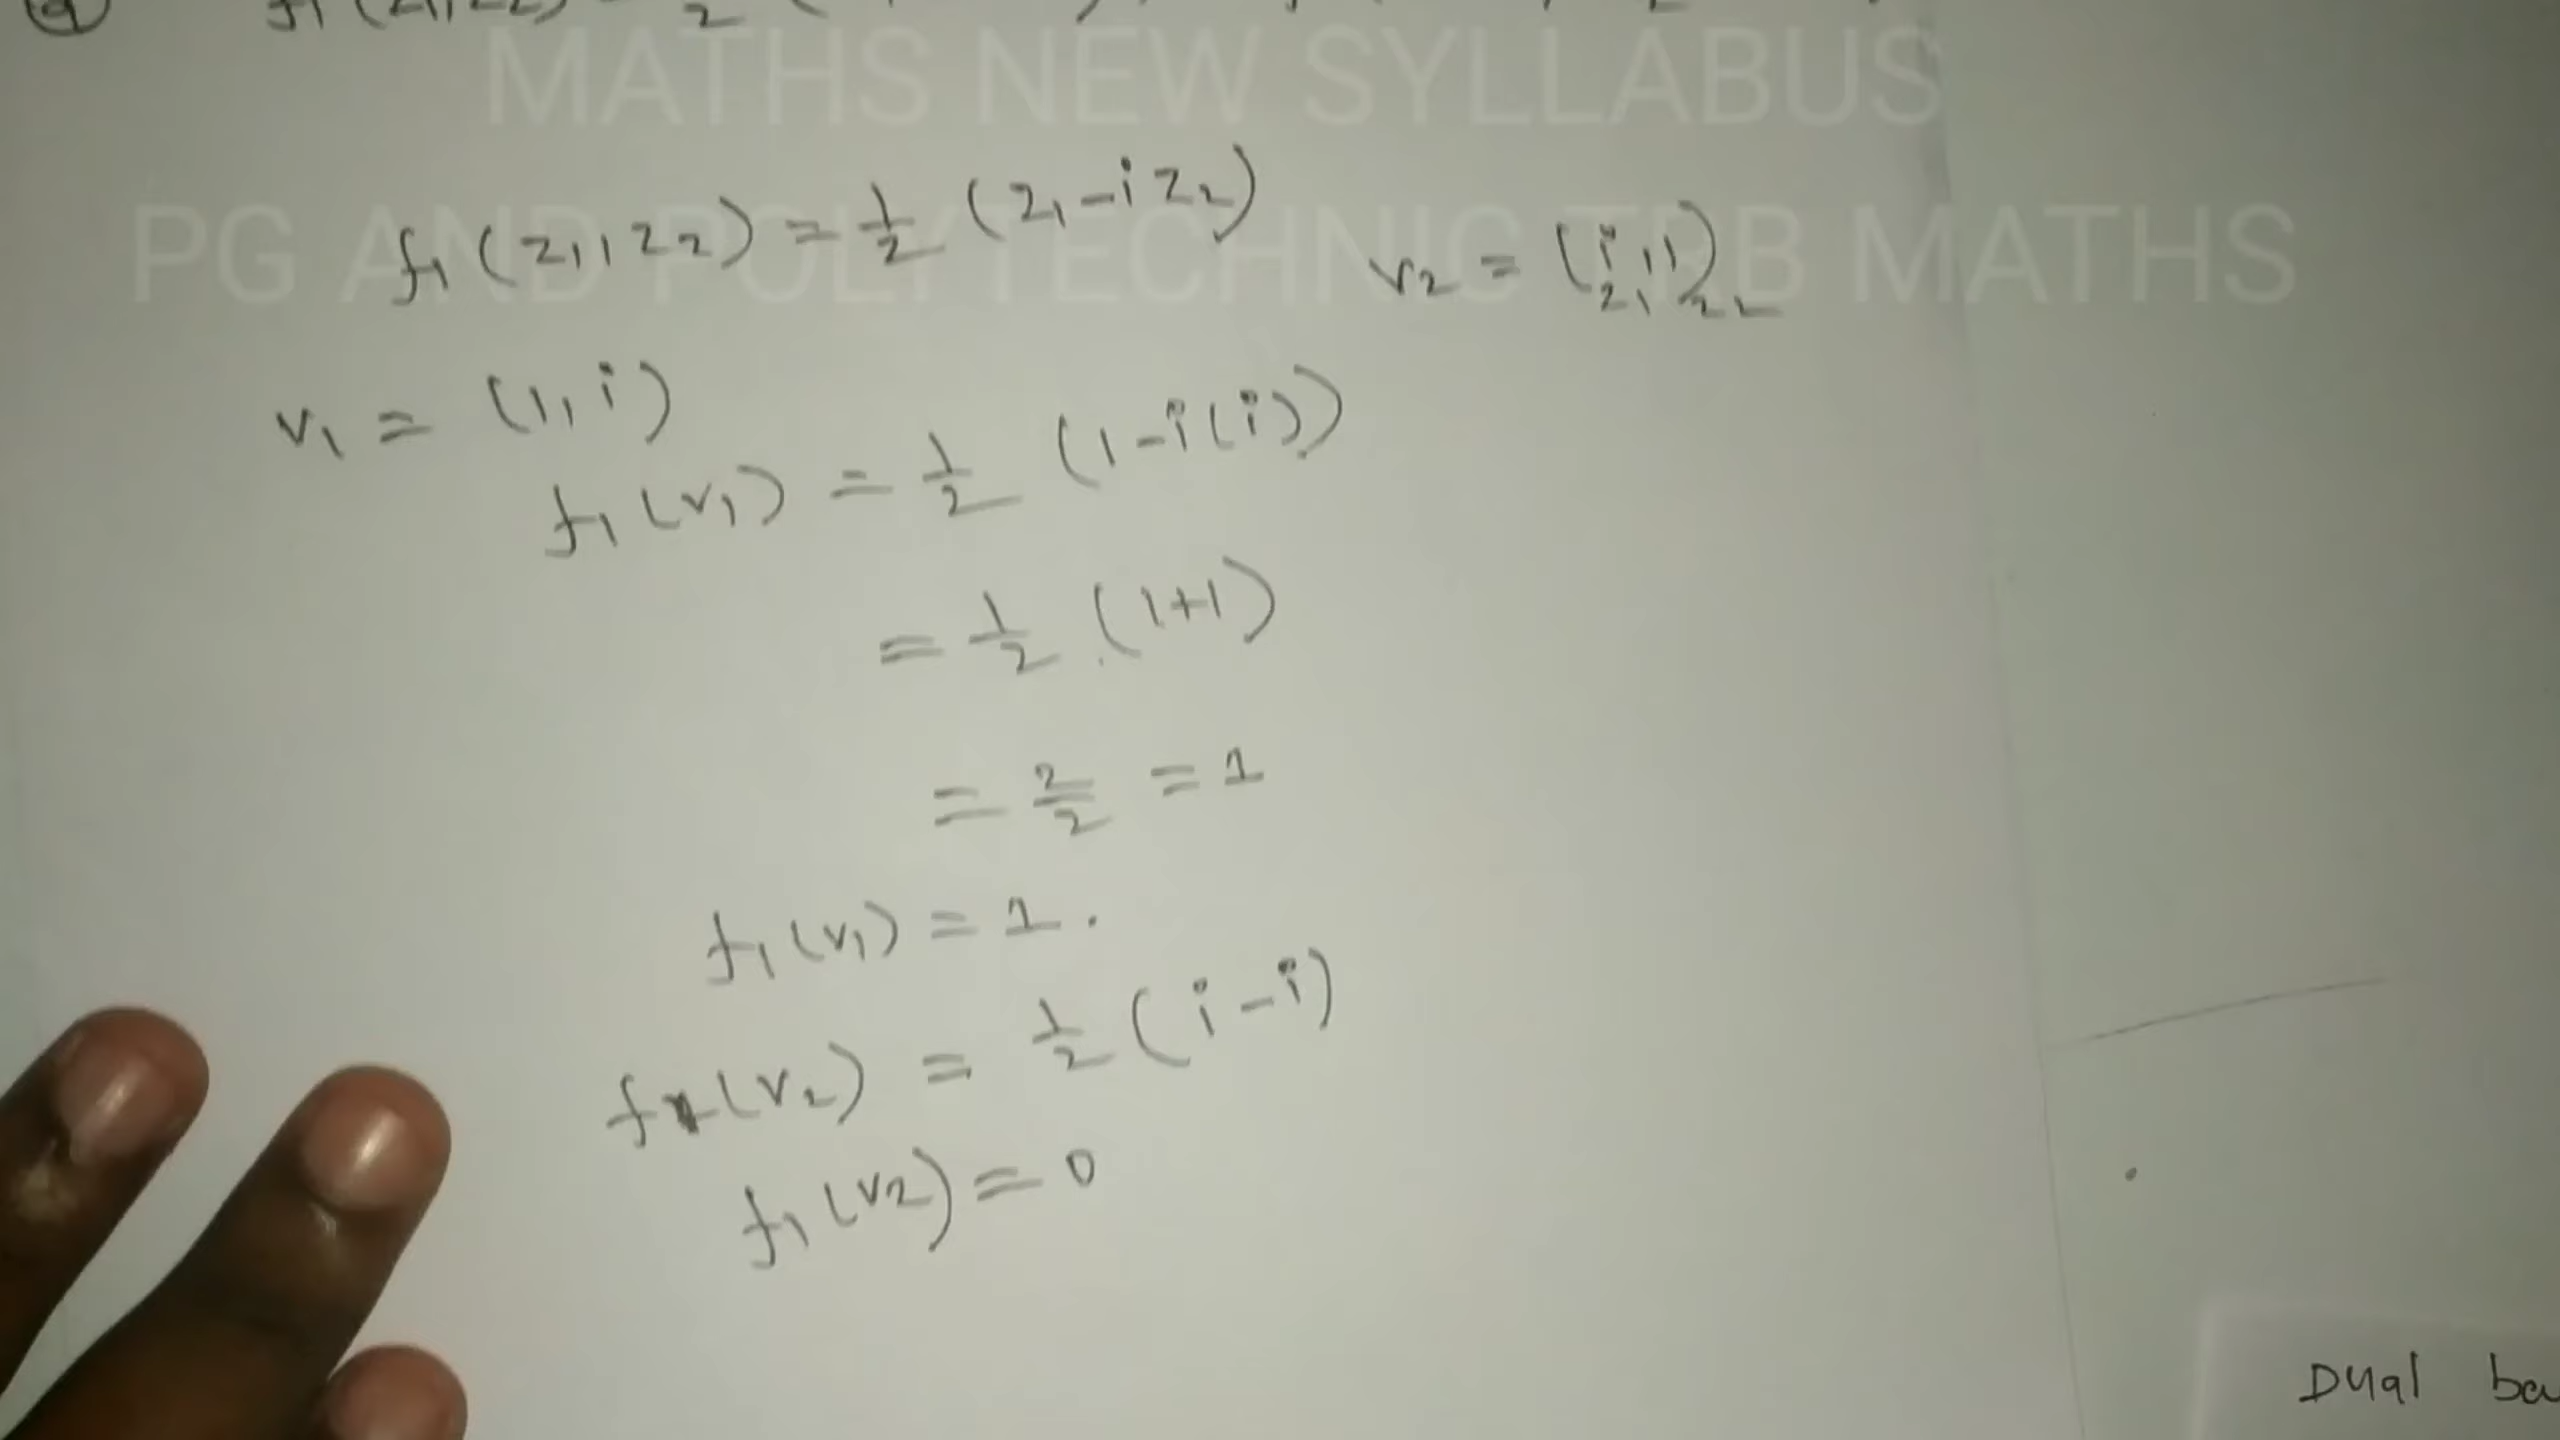 MATHS NEW SYLLABUS
PG AND POLYTECHNIC TRB MATHS
f₁(z₁, z₂) = 1/2 (z₁ - i z₂)
v₂ = (i, 1)
z₁ z₂
v₁ = (1, i)
f₁(v₁) = 1/2 (1 - i(i))
= 1/2 (1+1)
= 2/2 = 1
f₁(v₁) = 1.
f₁(v₂) = 1/2 (i - i)
f₁(v₂) = 0
Dual